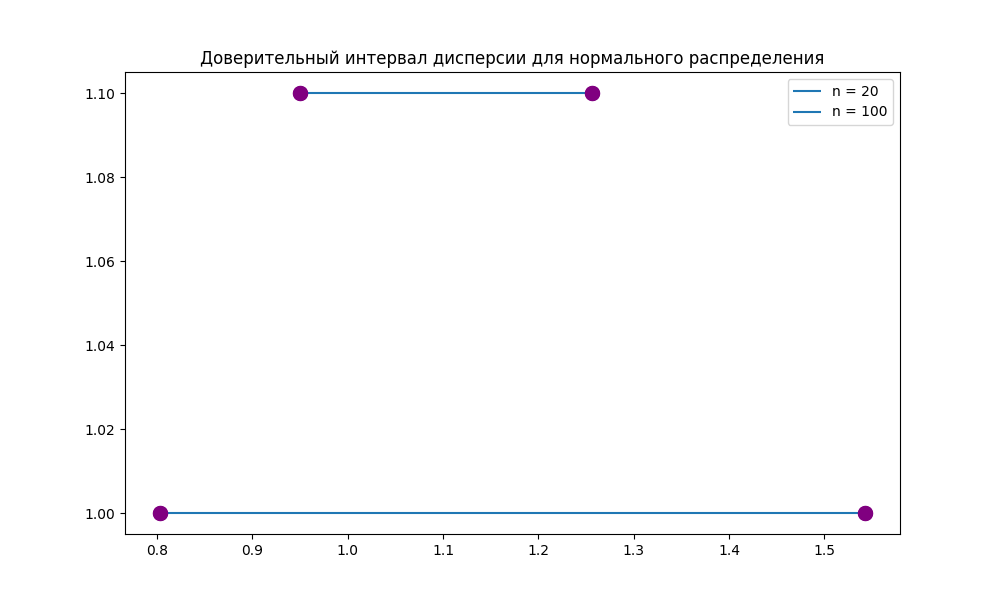 Доверительный интервал дисперсии для нормального распределения
n = 20
n = 100
1.10
1.08
1.06
1.04
1.02
1.00
0.8 0.9 1.0 1.1 1.2 1.3 1.4 1.5